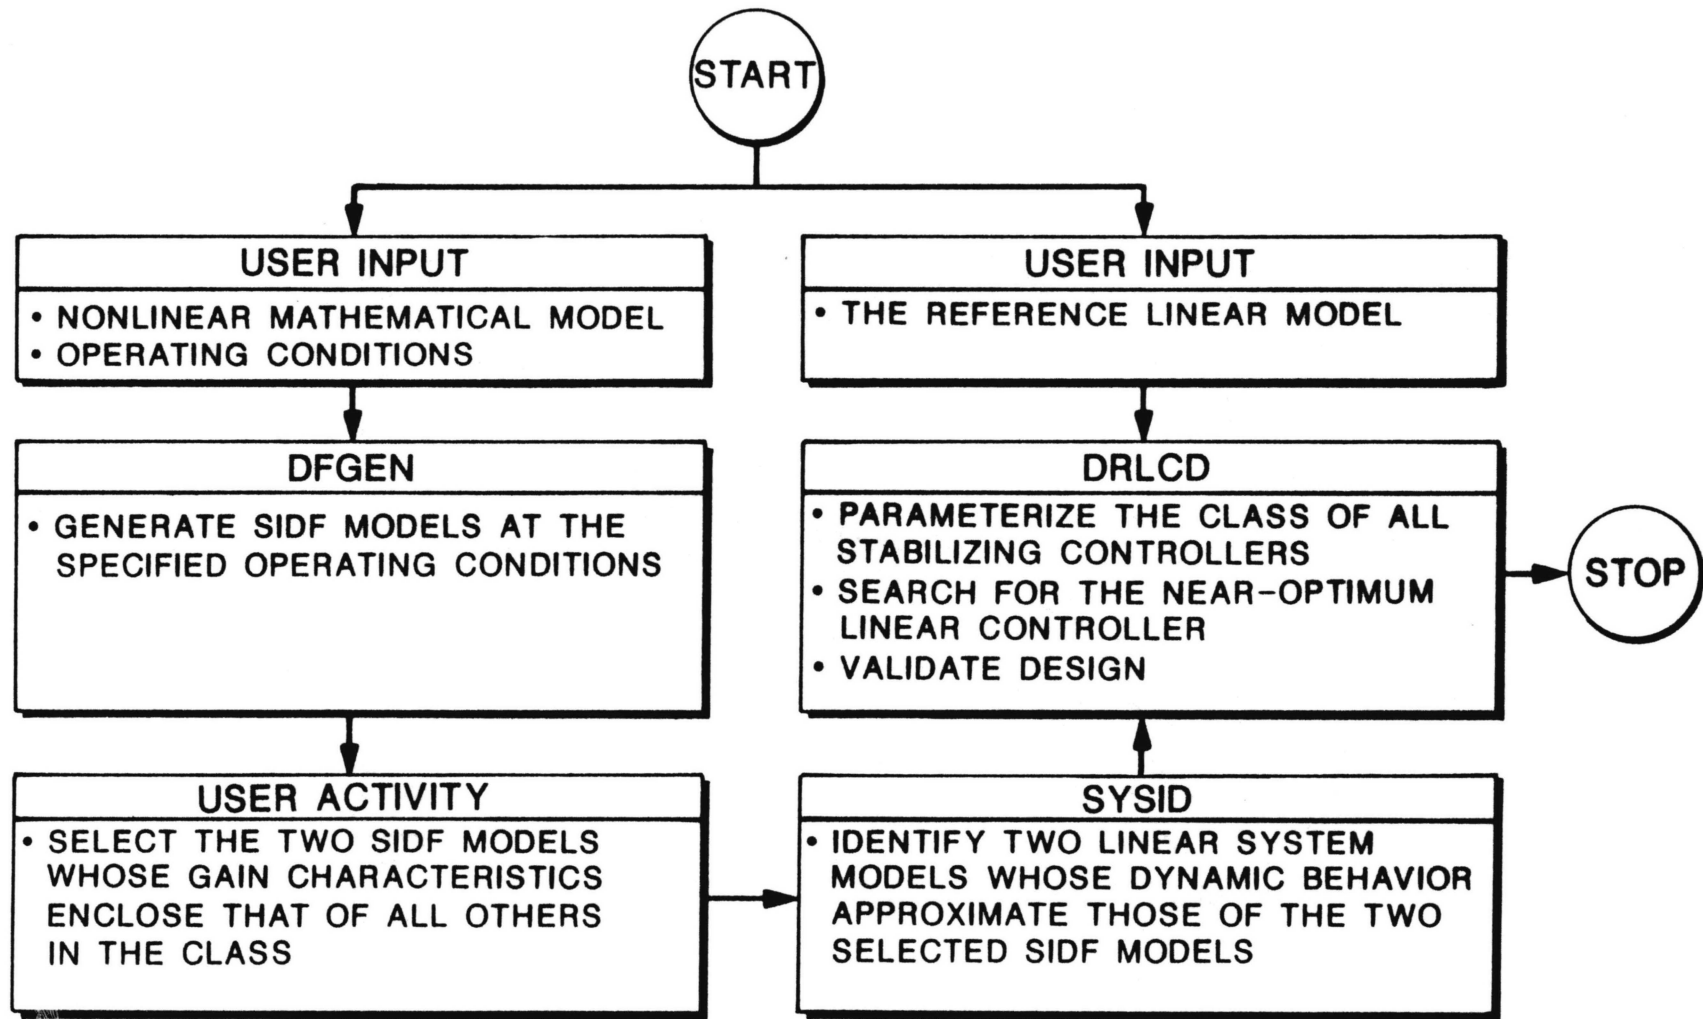 START
USER INPUT
• NONLINEAR MATHEMATICAL MODEL
• OPERATING CONDITIONS
USER INPUT
• THE REFERENCE LINEAR MODEL
DFGEN
• GENERATE SIDF MODELS AT THE
SPECIFIED OPERATING CONDITIONS
DRLCD
• PARAMETERIZE THE CLASS OF ALL
STABILIZING CONTROLLERS
• SEARCH FOR THE NEAR-OPTIMUM
LINEAR CONTROLLER
• VALIDATE DESIGN
STOP
USER ACTIVITY
• SELECT THE TWO SIDF MODELS
WHOSE GAIN CHARACTERISTICS
ENCLOSE THAT OF ALL OTHERS
IN THE CLASS
SYSID
• IDENTIFY TWO LINEAR SYSTEM
MODELS WHOSE DYNAMIC BEHAVIOR
APPROXIMATE THOSE OF THE TWO
SELECTED SIDF MODELS